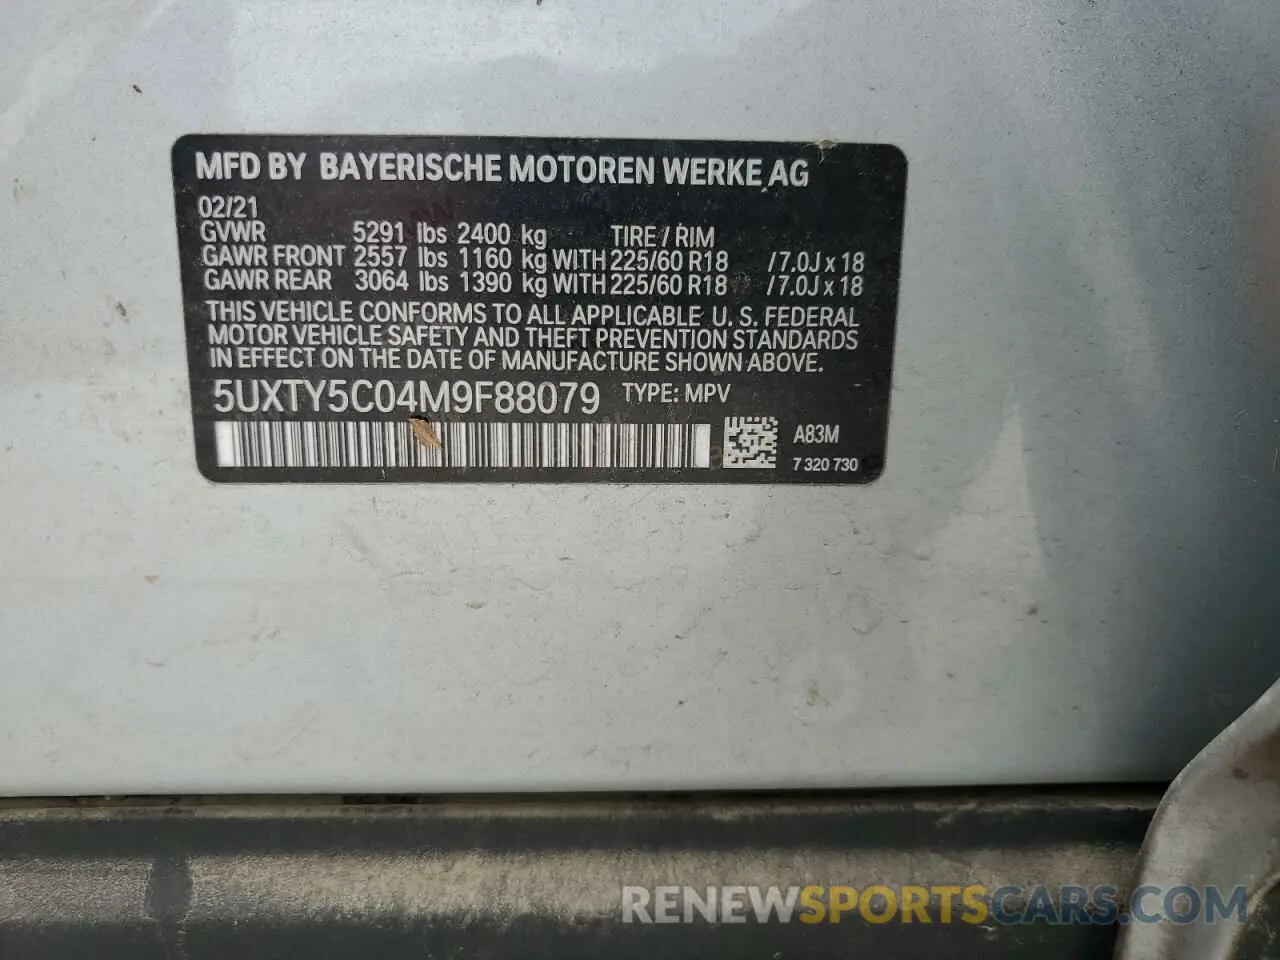 MFD BY BAYERISCHE MOTOREN WERKE AG
02/21
GVWR 5291 lbs 2400 kg TIRE / RIM
GAWR FRONT 2557 lbs 1160 kg WITH 225/60 R18 / 7.0J x 18
GAWR REAR 3064 lbs 1390 kg WITH 225/60 R18 / 7.0J x 18
THIS VEHICLE CONFORMS TO ALL APPLICABLE U. S. FEDERAL
MOTOR VEHICLE SAFETY AND THEFT PREVENTION STANDARDS
IN EFFECT ON THE DATE OF MANUFACTURE SHOWN ABOVE.
5UXTY5C04M9F88079 TYPE: MPV
A83M
7 320 730
RENEWSPORTSCARS.COM